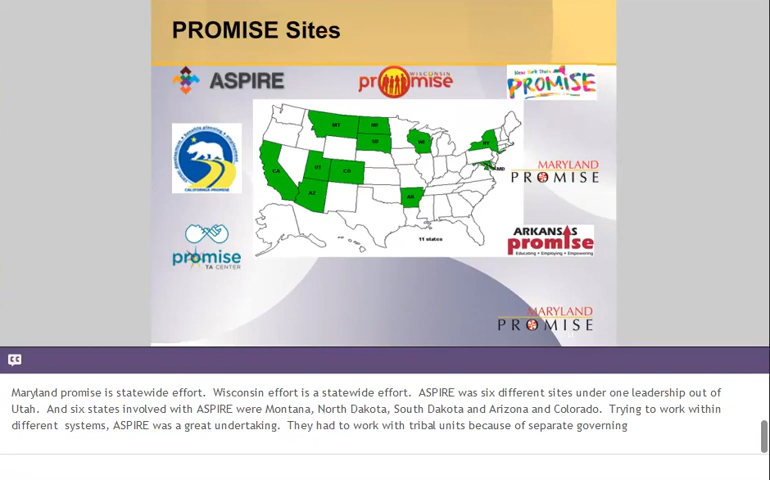 PROMISE Sites
ASPIRE
WISCONSIN
promise
New York State
PROMISE
MT
ND
SD
WI
NY
MD
CA
UT
CO
AZ
AR
11 states
CALIFORNIA PROMISE
MARYLAND
PROMISE
promise
TA CENTER
ARKANSAS
promise
Educating • Employing • Empowering
MARYLAND
PROMISE
cc
Maryland promise is statewide effort. Wisconsin effort is a statewide effort. ASPIRE was six different sites under one leadership out of
Utah. And six states involved with ASPIRE were Montana, North Dakota, South Dakota and Arizona and Colorado. Trying to work within
different systems, ASPIRE was a great undertaking. They had to work with tribal units because of separate governing